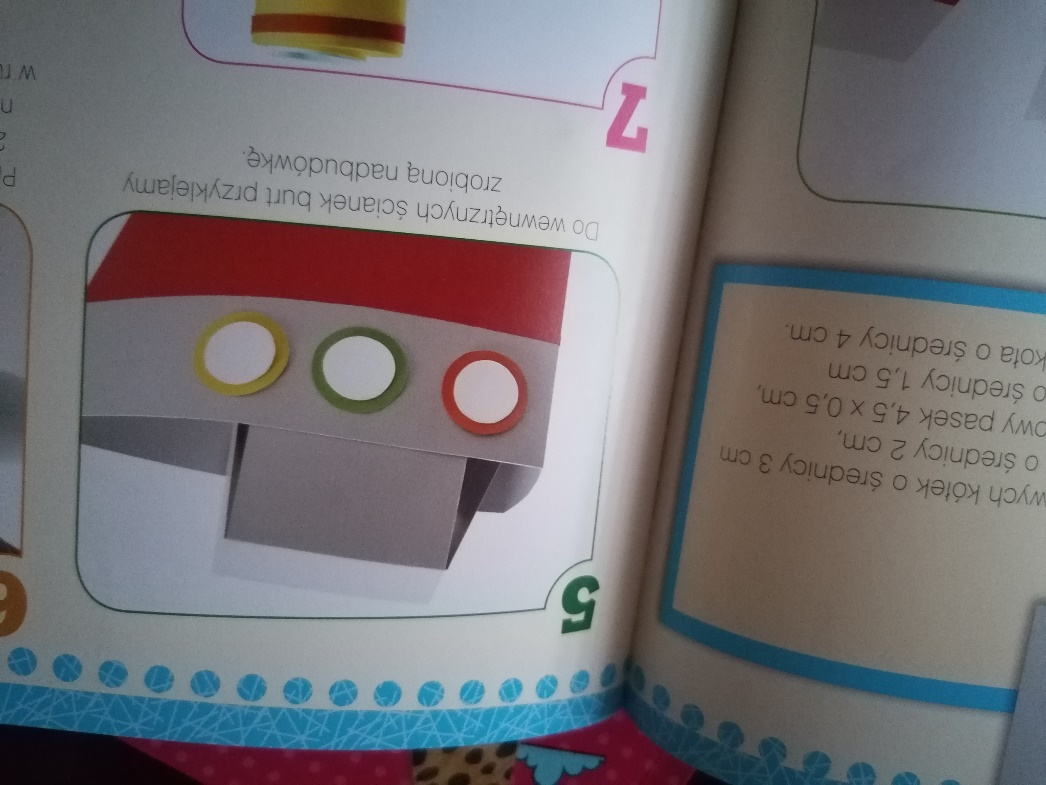 wych kółek o średnicy 3 cm
o średnicy 2 cm,
owy pasek 4,5 x 0,5 cm,
o średnicy 1,5 cm
koła o średnicy 4 cm.
5
Do wewnętrznych ścianek burt przyklejamy
zrobioną nadbudówkę.
6
7